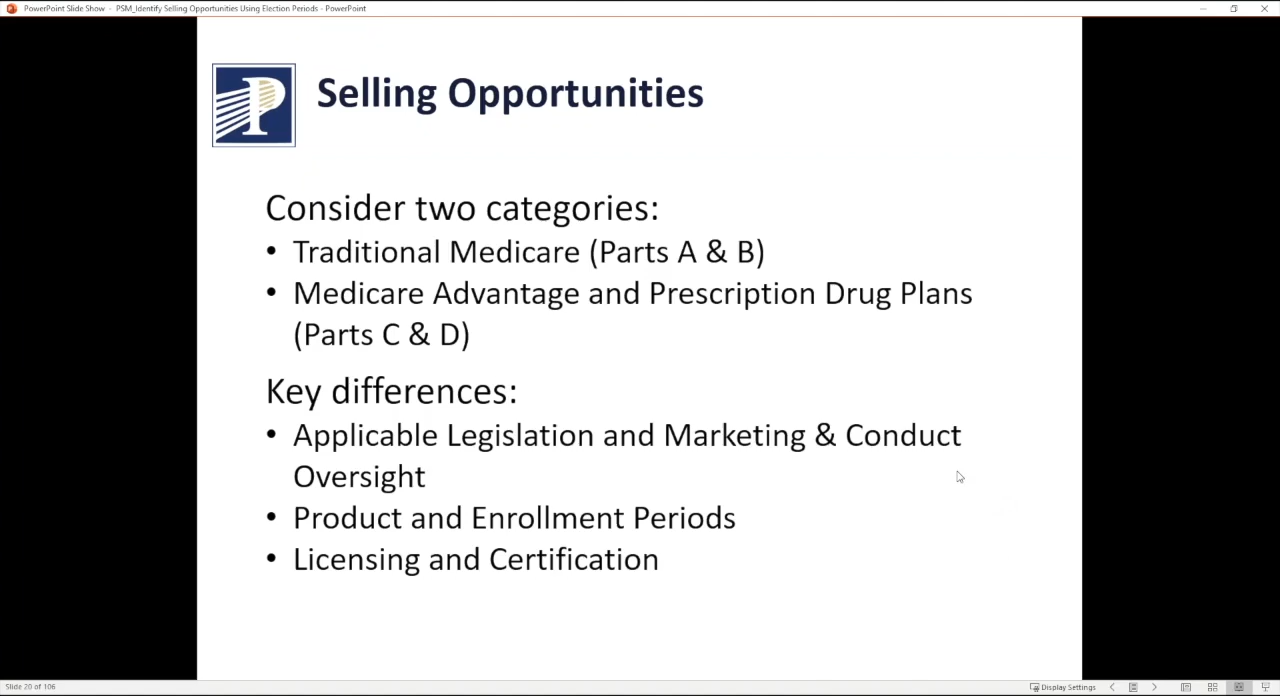 PowerPoint Slide Show - PSM_Identify Selling Opportunities Using Election Periods - PowerPoint
P
Selling Opportunities
Consider two categories:
• Traditional Medicare (Parts A & B)
• Medicare Advantage and Prescription Drug Plans
(Parts C & D)
Key differences:
• Applicable Legislation and Marketing & Conduct
Oversight
• Product and Enrollment Periods
• Licensing and Certification
Slide 20 of 106
Display Settings